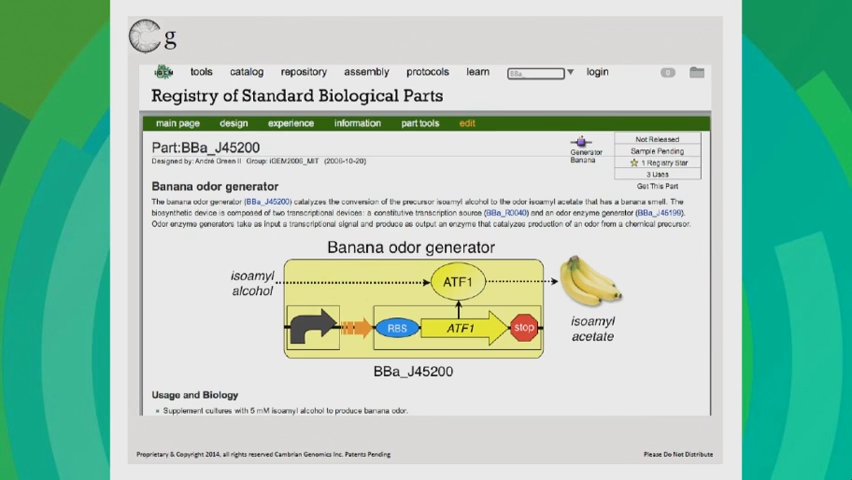 g
iGEM tools catalog repository assembly protocols learn BBa_ login 0
Registry of Standard Biological Parts
main page design experience information part tools edit
Part:BBa_J45200
Designed by: André Green II Group: iGEM2006_MIT (2006-10-20)
Generator
Banana
Not Released
Sample Pending
1 Registry Star
3 Uses
Get This Part
Banana odor generator
The banana odor generator (BBa_J45200) catalyzes the conversion of the precursor isoamyl alcohol to the odor isoamyl acetate that has a banana smell. The
biosynthetic device is composed of two transcriptional devices: a constitutive transcription source (BBa_R0040) and an odor enzyme generator (BBa_J45199).
Odor enzyme generators take as input a transcriptional signal and produce as output an enzyme that catalyzes production of an odor from a chemical precursor.
Banana odor generator
isoamyl
alcohol
ATF1
RBS
ATF1
stop
isoamyl
acetate
BBa_J45200
Usage and Biology
Supplement cultures with 5 mM isoamyl alcohol to produce banana odor.
Proprietary & Copyright 2014, all rights reserved Cambrian Genomics Inc. Patents Pending
Please Do Not Distribute